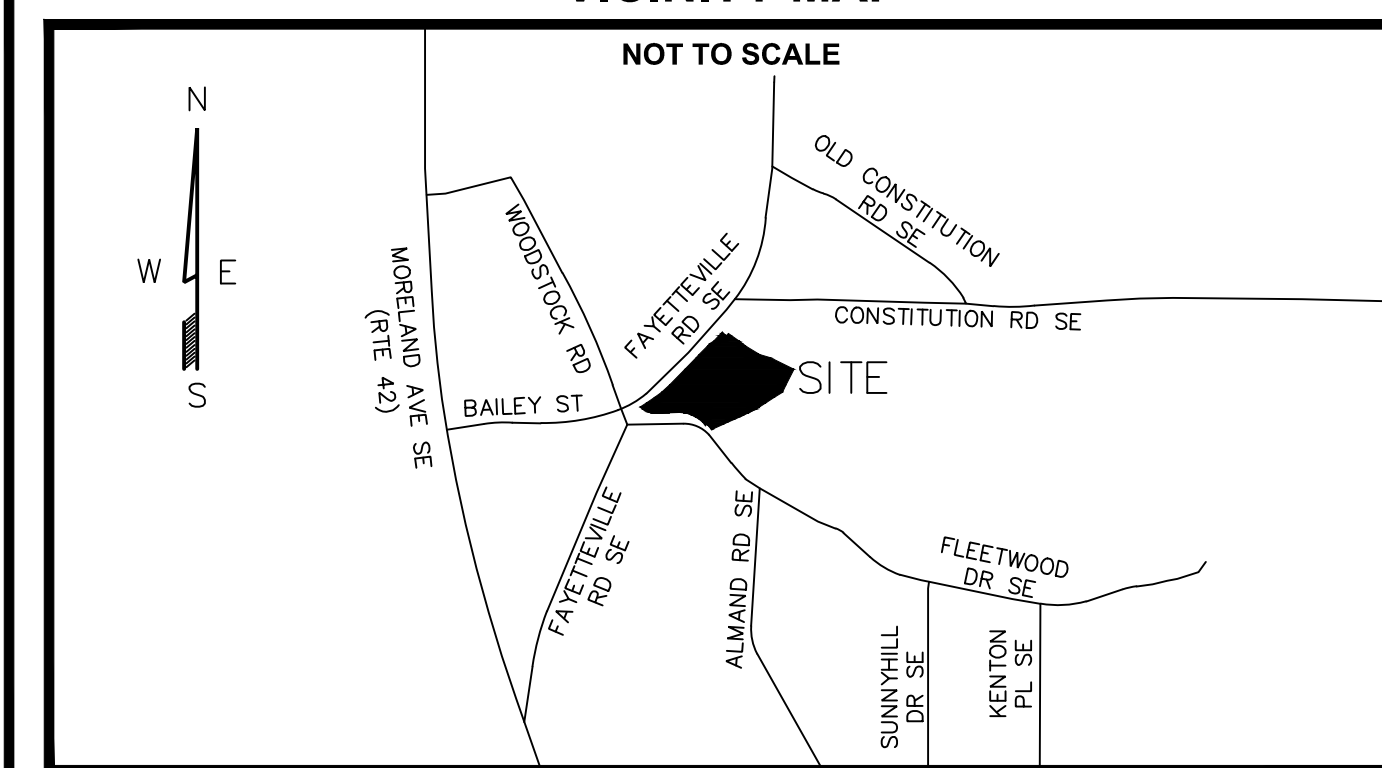 NOT TO SCALE
N
W E
S
OLD CONSTITUTION
RD SE
WOODSTOCK RD
FAYETTEVILLE
RD SE
MORELAND AVE SE
(RTE 42)
CONSTITUTION RD SE
SITE
BAILEY ST
FAYETTEVILLE
RD SE
ALMAND RD SE
FLEETWOOD
DR SE
SUNNYHILL
DR SE
KENTON
PL SE